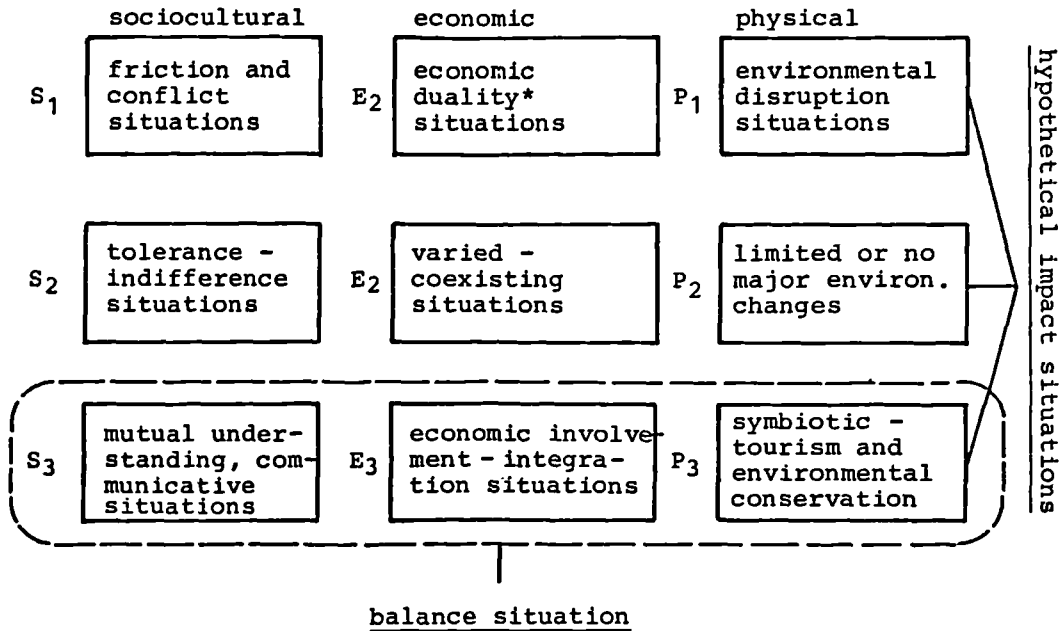 sociocultural economic physical
S1 friction and conflict situations
E2 economic duality* situations
P1 environmental disruption situations
S2 tolerance - indifference situations
E2 varied - coexisting situations
P2 limited or no major environ. changes
S3 mutual under- standing, com- municative situations
E3 economic involve- ment - integra- tion situations
P3 symbiotic - tourism and environmental conservation
hypothetical impact situations
balance situation